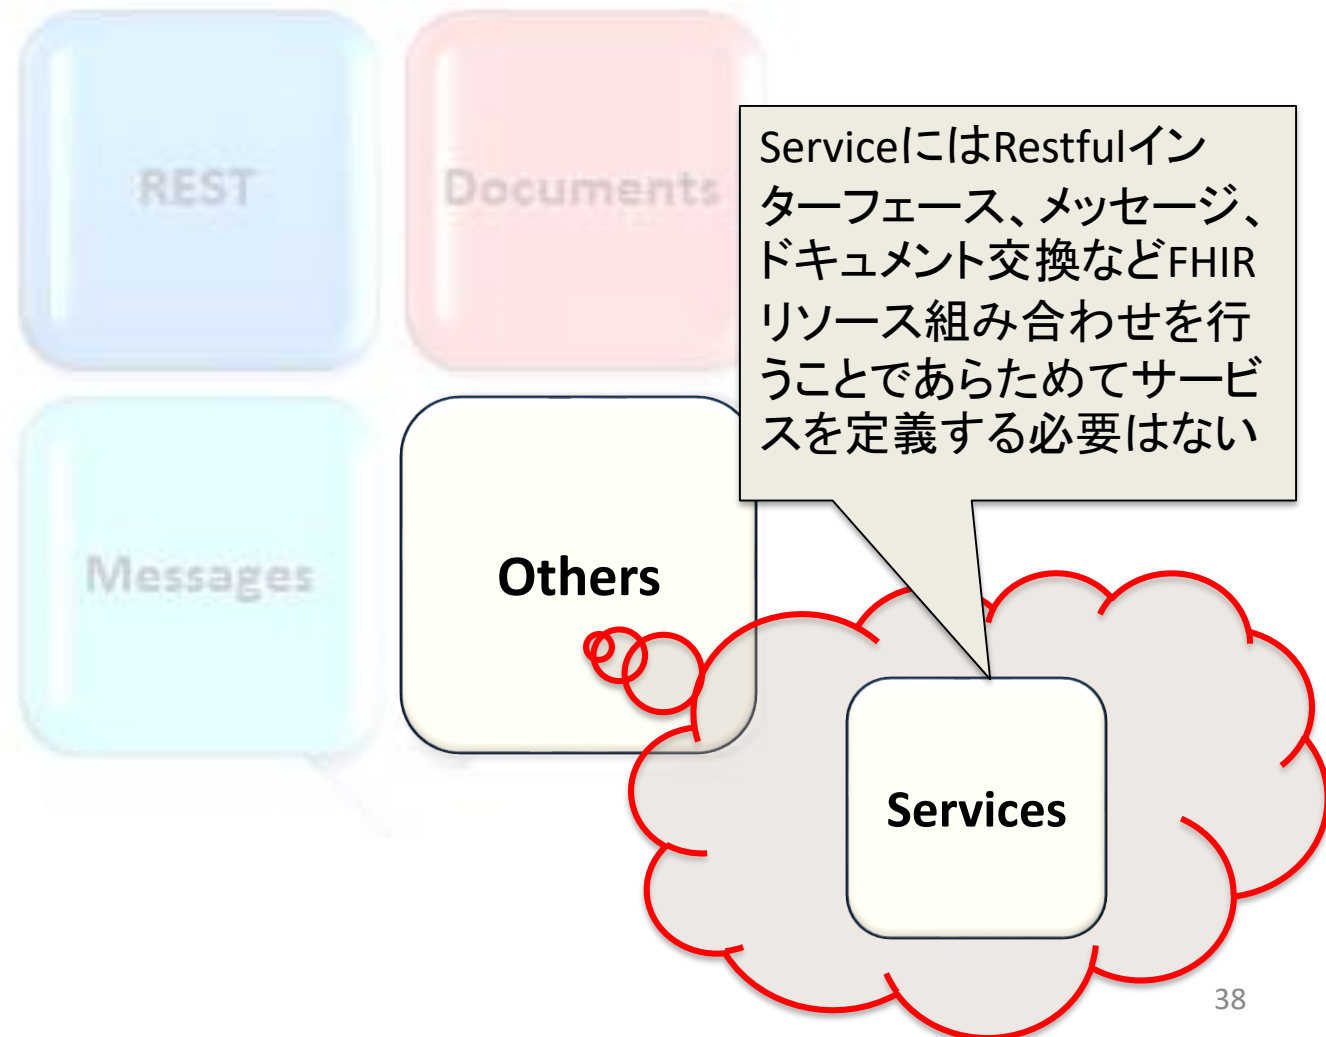 REST
Documents
ServiceにはRestfulイン
ターフェース、メッセージ、
ドキュメント交換などFHIR
リソース組み合わせを行
うことであらためてサービ
スを定義する必要はない
Messages
Others
Services
38